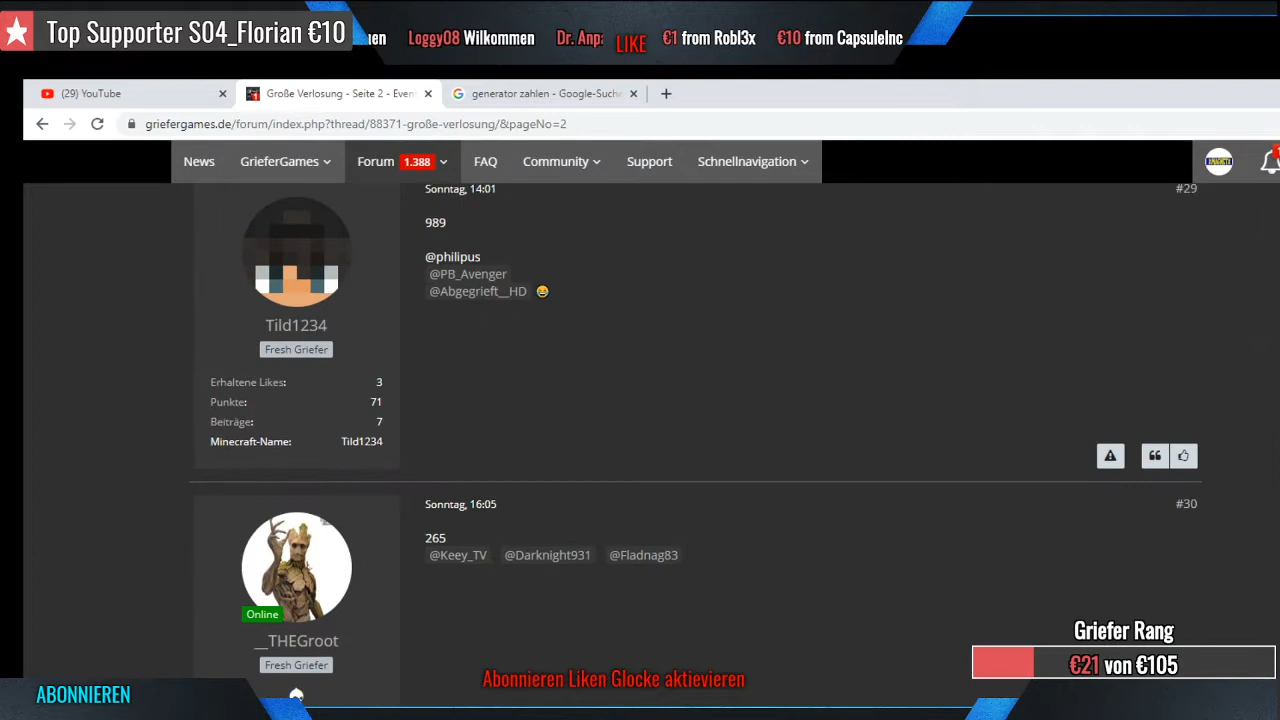 Top Supporter S04_Florian €10
Loggy08 Wilkommen
Dr. Anpa
LIKE
€1 from Robl3x
€10 from CapsuleInc
(29) YouTube
Große Verlosung - Seite 2 - Even
generator zahlen - Google-Suche
griefergames.de/forum/index.php?thread/88371-große-verlosung/&pageNo=2
News
GrieferGames
Forum 1.388
FAQ
Community
Support
Schnellnavigation
Sonntag, 14:01
#29
989
@philipus
@PB_Avenger
@Abgegrieft__HD 😂
Tild1234
Fresh Griefer
Erhaltene Likes: 3
Punkte: 71
Beiträge: 7
Minecraft-Name: Tild1234
Sonntag, 16:05
#30
265
@Keey_TV @Darknight931 @Fladnag83
Online
__THEGroot
Fresh Griefer
Griefer Rang
€21 von €105
Abonnieren Liken Glocke aktievieren
ABONNIEREN